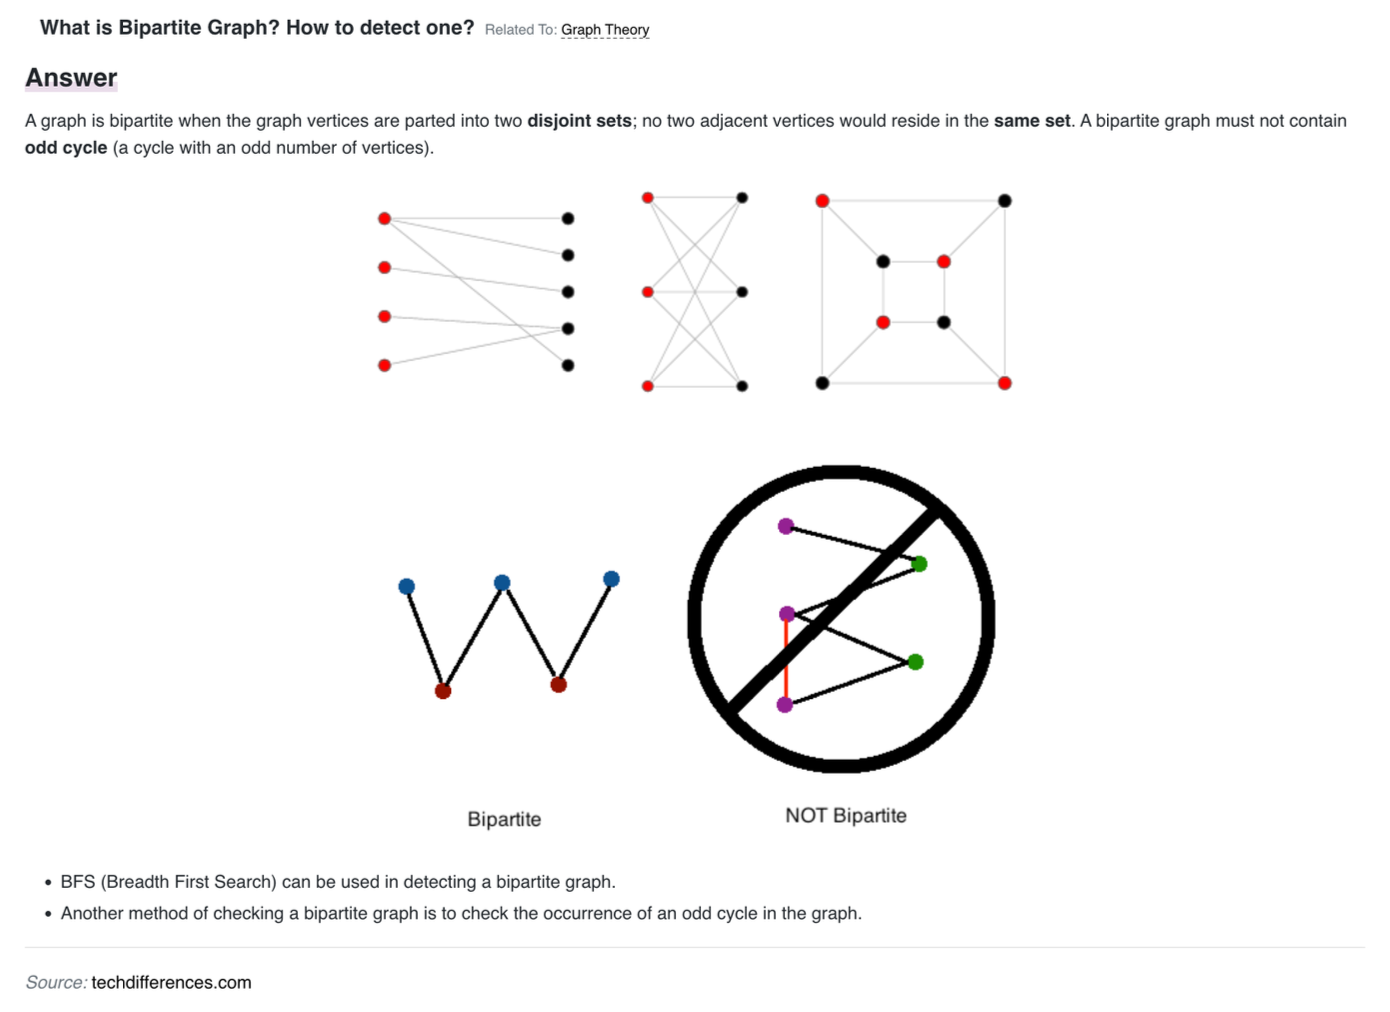 What is Bipartite Graph? How to detect one? Related To: Graph Theory
Answer
A graph is bipartite when the graph vertices are parted into two disjoint sets; no two adjacent vertices would reside in the same set. A bipartite graph must not contain
odd cycle (a cycle with an odd number of vertices).
Bipartite
NOT Bipartite
• BFS (Breadth First Search) can be used in detecting a bipartite graph.
• Another method of checking a bipartite graph is to check the occurrence of an odd cycle in the graph.
Source: techdifferences.com